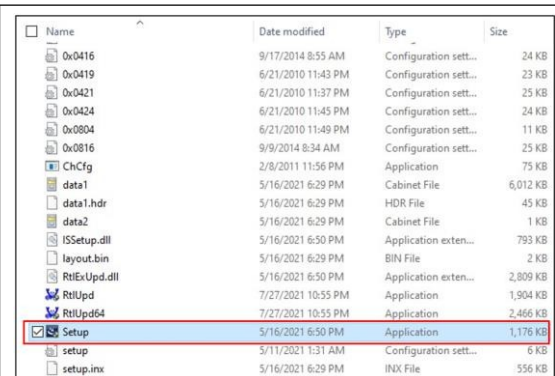 Name Date modified Type Size
0x0416 9/17/2014 8:55 AM Configuration sett... 24 KB
0x0419 6/21/2010 11:43 PM Configuration sett... 23 KB
0x0421 6/21/2010 11:37 PM Configuration sett... 25 KB
0x0424 6/21/2010 11:45 PM Configuration sett... 24 KB
0x0804 6/21/2010 11:49 PM Configuration sett... 11 KB
0x0816 9/9/2014 8:34 AM Configuration sett... 25 KB
ChCfg 2/8/2011 11:56 PM Application 75 KB
data1 5/16/2021 6:29 PM Cabinet File 6,012 KB
data1.hdr 5/16/2021 6:29 PM HDR File 45 KB
data2 5/16/2021 6:29 PM Cabinet File 1 KB
ISSetup.dll 5/16/2021 6:50 PM Application exten... 793 KB
layout.bin 5/16/2021 6:29 PM BIN File 2 KB
RtlExUpd.dll 5/16/2021 6:50 PM Application exten... 2,809 KB
RtlUpd 7/27/2021 10:55 PM Application 1,904 KB
RtlUpd64 7/27/2021 10:55 PM Application 2,466 KB
Setup 5/16/2021 6:50 PM Application 1,176 KB
setup 5/11/2021 1:31 AM Configuration sett... 6 KB
setup.inx 5/16/2021 6:29 PM INX File 556 KB